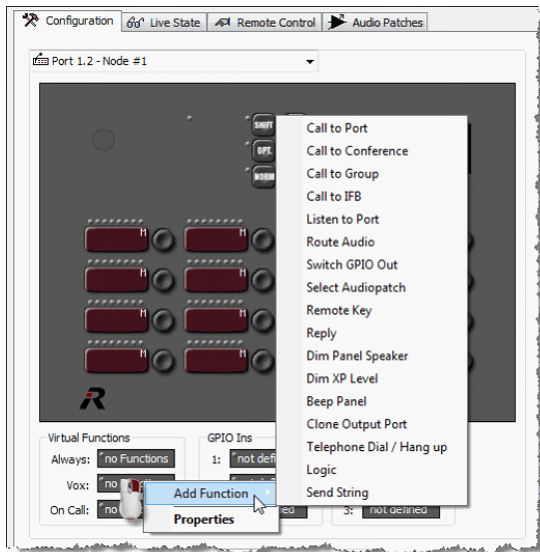 Configuration Live State Remote Control Audio Patches
Port 1.2 - Node #1
SHIFT
OPT.
NORM
M M
M M
M M
M M
R
Call to Port
Call to Conference
Call to Group
Call to IFB
Listen to Port
Route Audio
Switch GPIO Out
Select Audiopatch
Remote Key
Reply
Dim Panel Speaker
Dim XP Level
Beep Panel
Clone Output Port
Telephone Dial / Hang up
Logic
Send String
Virtual Functions GPIO Ins
Always: no Functions 1: not
Vox: no
On Call: no 3: not defined
Add Function
Properties